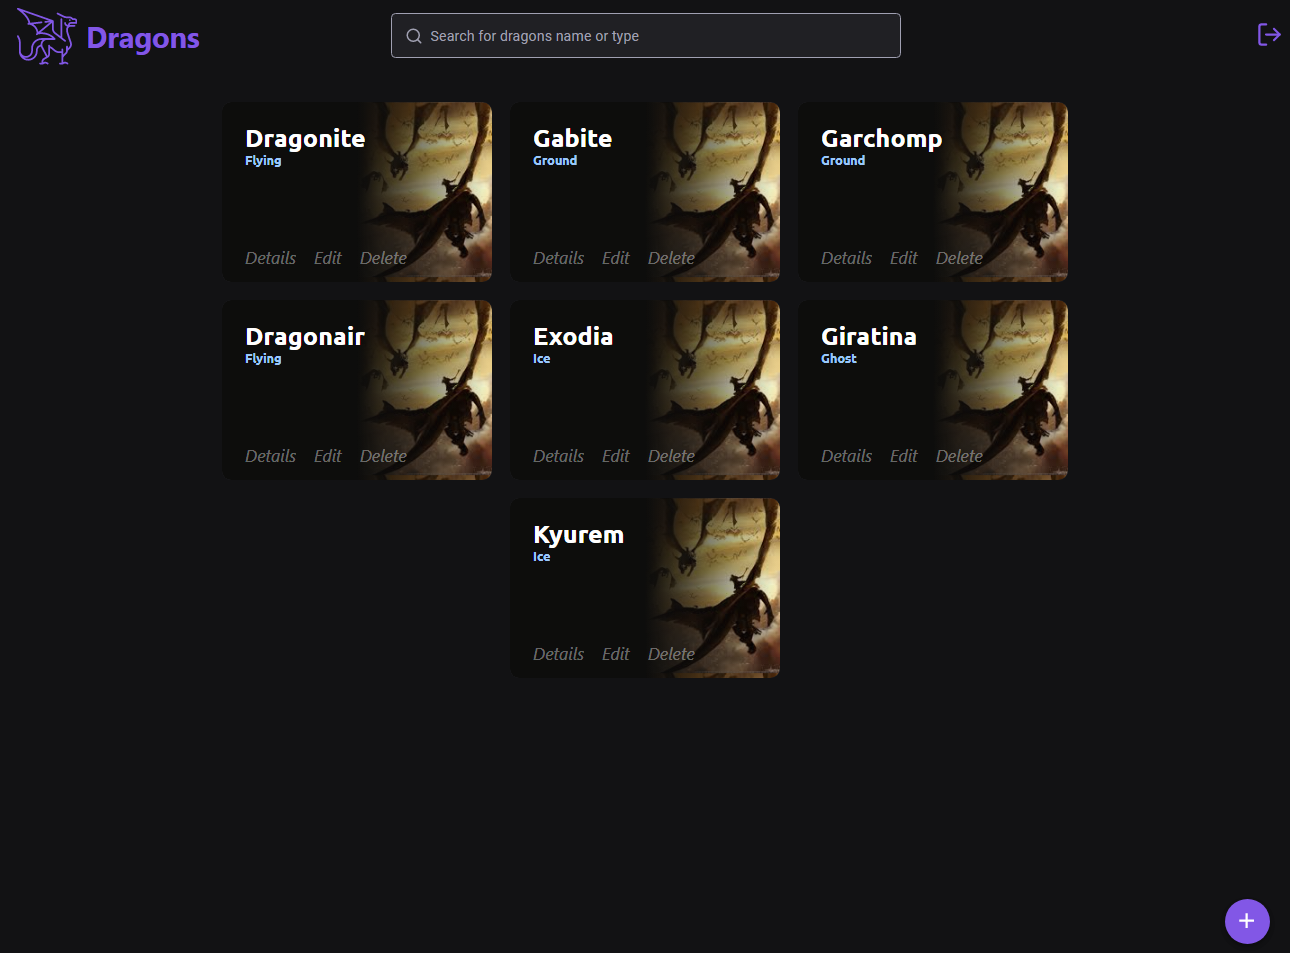 Dragons
Search for dragons name or type
Dragonite
Flying
Details Edit Delete
Gabite
Ground
Details Edit Delete
Garchomp
Ground
Details Edit Delete
Dragonair
Flying
Details Edit Delete
Exodia
Ice
Details Edit Delete
Giratina
Ghost
Details Edit Delete
Kyurem
Ice
Details Edit Delete
+